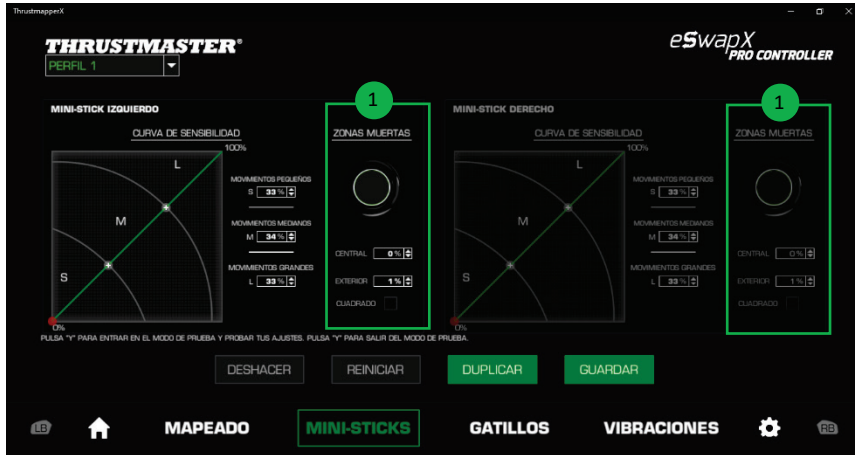 ThrustmapperX
THRUSTMASTER®
eSwapX
PRO CONTROLLER
PERFIL 1
MINI-STICK IZQUIERDO
CURVA DE SENSIBILIDAD
100%
L
M
S
0%
MOVIMIENTOS PEQUEÑOS
S 33 %
MOVIMIENTOS MEDIANOS
M 34 %
MOVIMIENTOS GRANDES
L 33 %
1
ZONAS MUERTAS
CENTRAL 0 %
EXTERIOR 1 %
CUADRADO
MINI-STICK DERECHO
CURVA DE SENSIBILIDAD
100%
L
M
S
0%
MOVIMIENTOS PEQUEÑOS
S 33 %
MOVIMIENTOS MEDIANOS
M 34 %
MOVIMIENTOS GRANDES
L 33 %
1
ZONAS MUERTAS
CENTRAL 0 %
EXTERIOR 1 %
CUADRADO
PULSA "Y" PARA ENTRAR EN EL MODO DE PRUEBA Y PROBAR TUS AJUSTES. PULSA "Y" PARA SALIR DEL MODO DE PRUEBA.
DESHACER REINICIAR DUPLICAR GUARDAR
LB MAPEADO MINI-STICKS GATILLOS VIBRACIONES RB